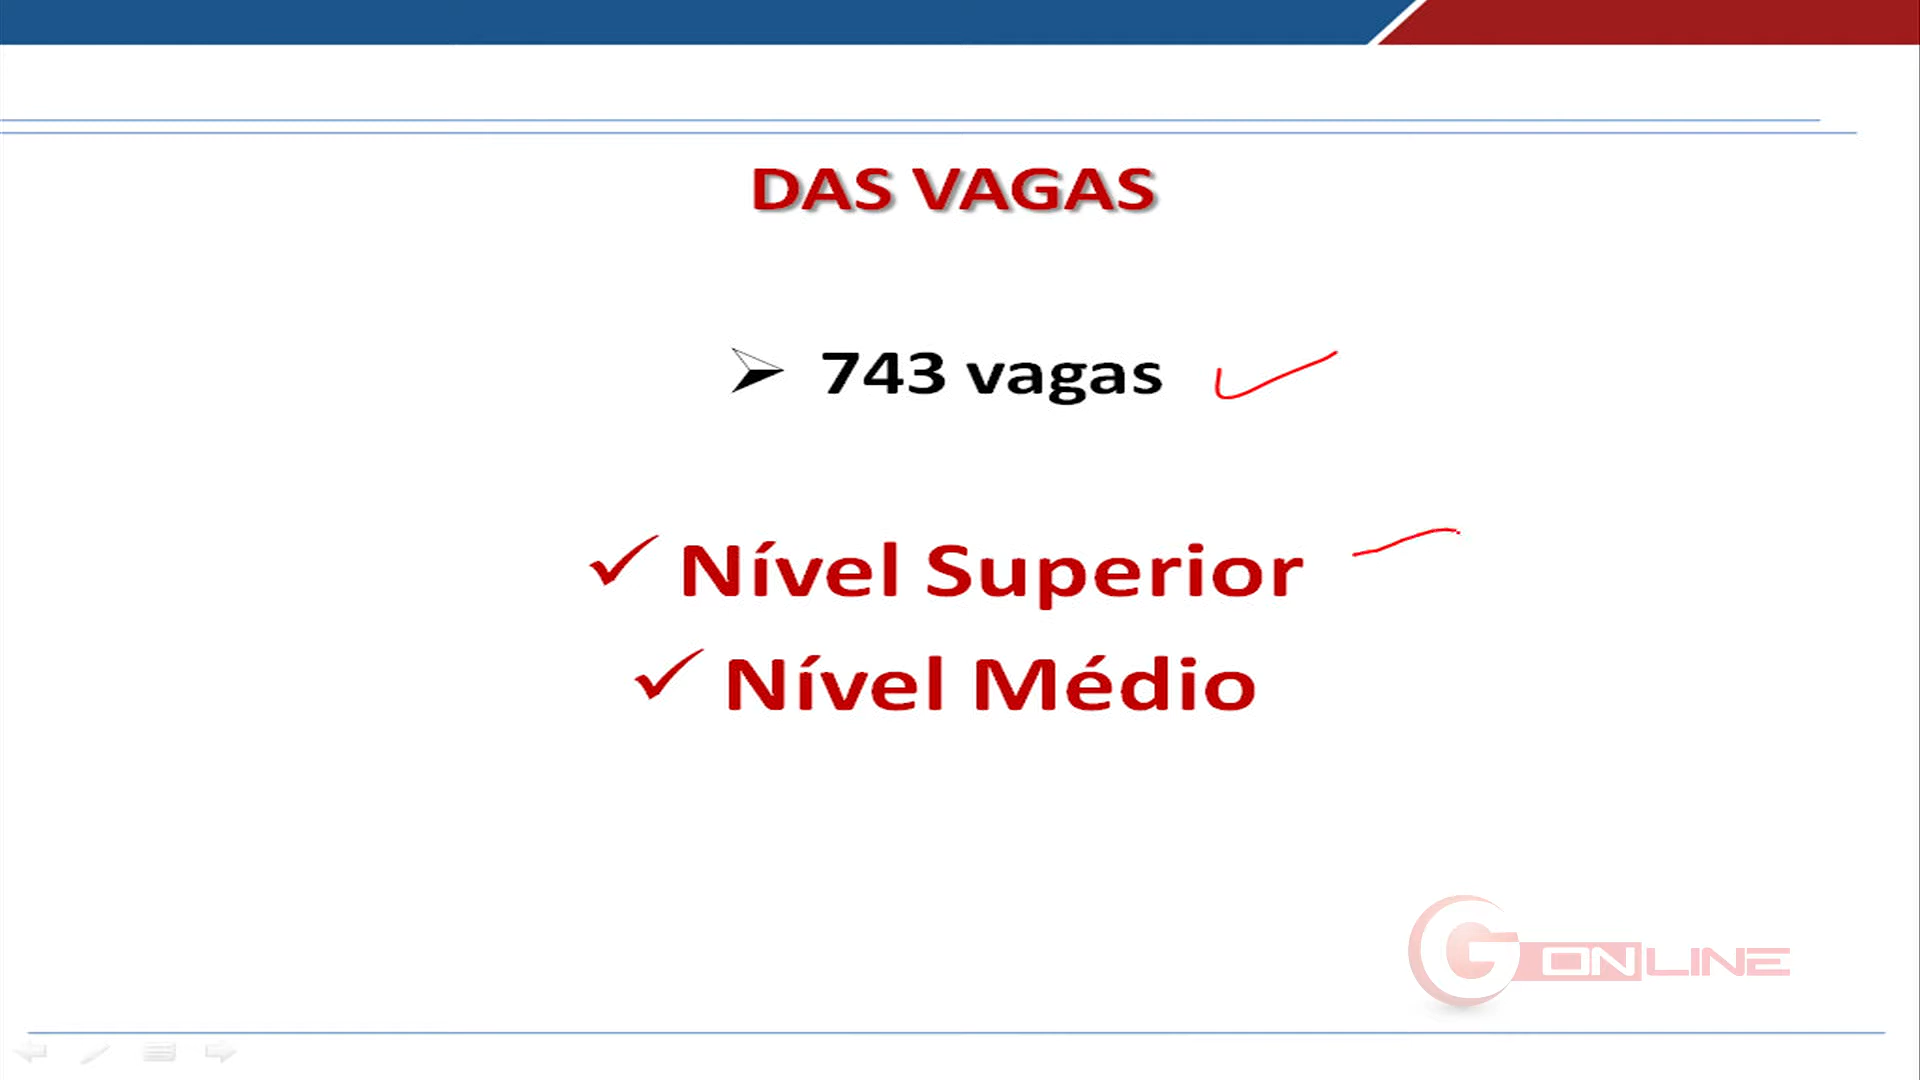 DAS VAGAS
743 vagas
Nível Superior
Nível Médio
G ONLINE